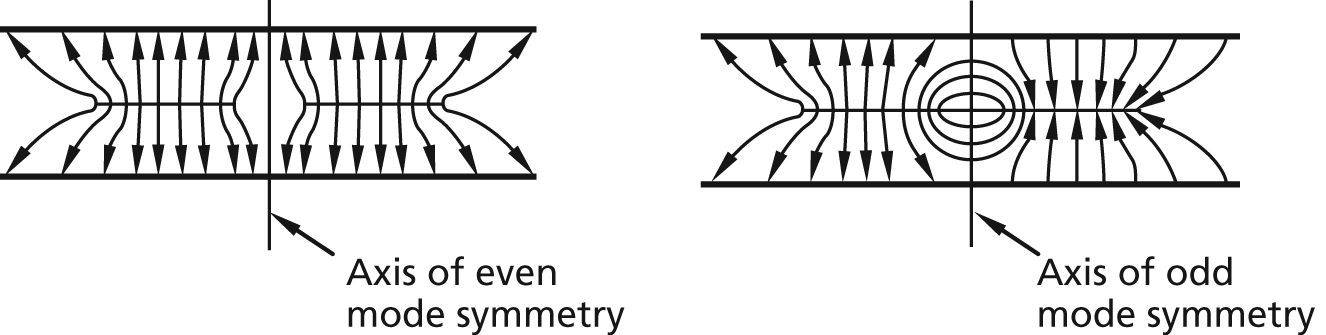 Axis of even
mode symmetry
Axis of odd
mode symmetry